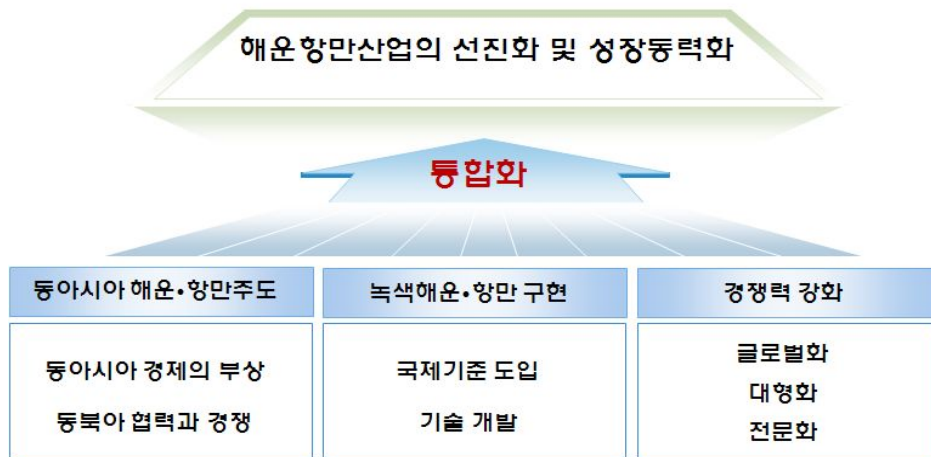 해운항만산업의 선진화 및 성장동력화
통합화
동아시아 해운•항만주도
동아시아 경제의 부상
동북아 협력과 경쟁
녹색해운•항만 구현
국제기준 도입
기술 개발
경쟁력 강화
글로벌화
대형화
전문화